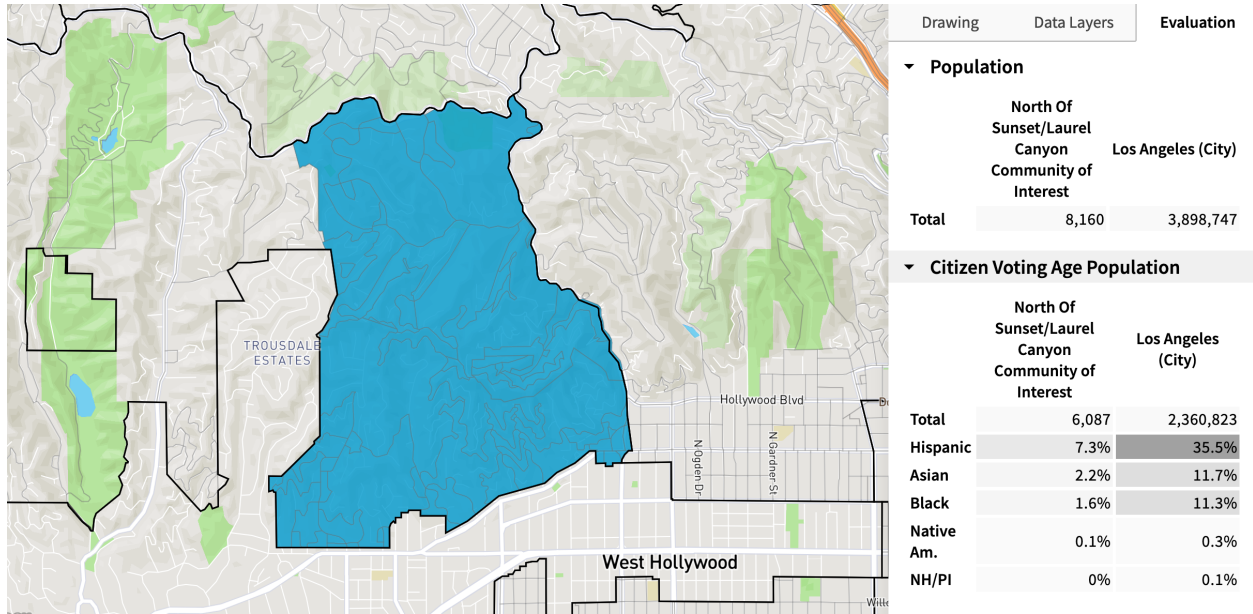 Drawing Data Layers Evaluation
Population
North Of
Sunset/Laurel
Canyon
Community of
Interest
Los Angeles (City)
Total 8,160 3,898,747
Citizen Voting Age Population
North Of
Sunset/Laurel
Canyon
Community of
Interest
Los Angeles
(City)
Total 6,087 2,360,823
Hispanic 7.3% 35.5%
Asian 2.2% 11.7%
Black 1.6% 11.3%
Native
Am. 0.1% 0.3%
NH/PI 0% 0.1%
TROUSDALE
ESTATES
Hollywood Blvd
N Ogden Dr
N Gardner St
West Hollywood